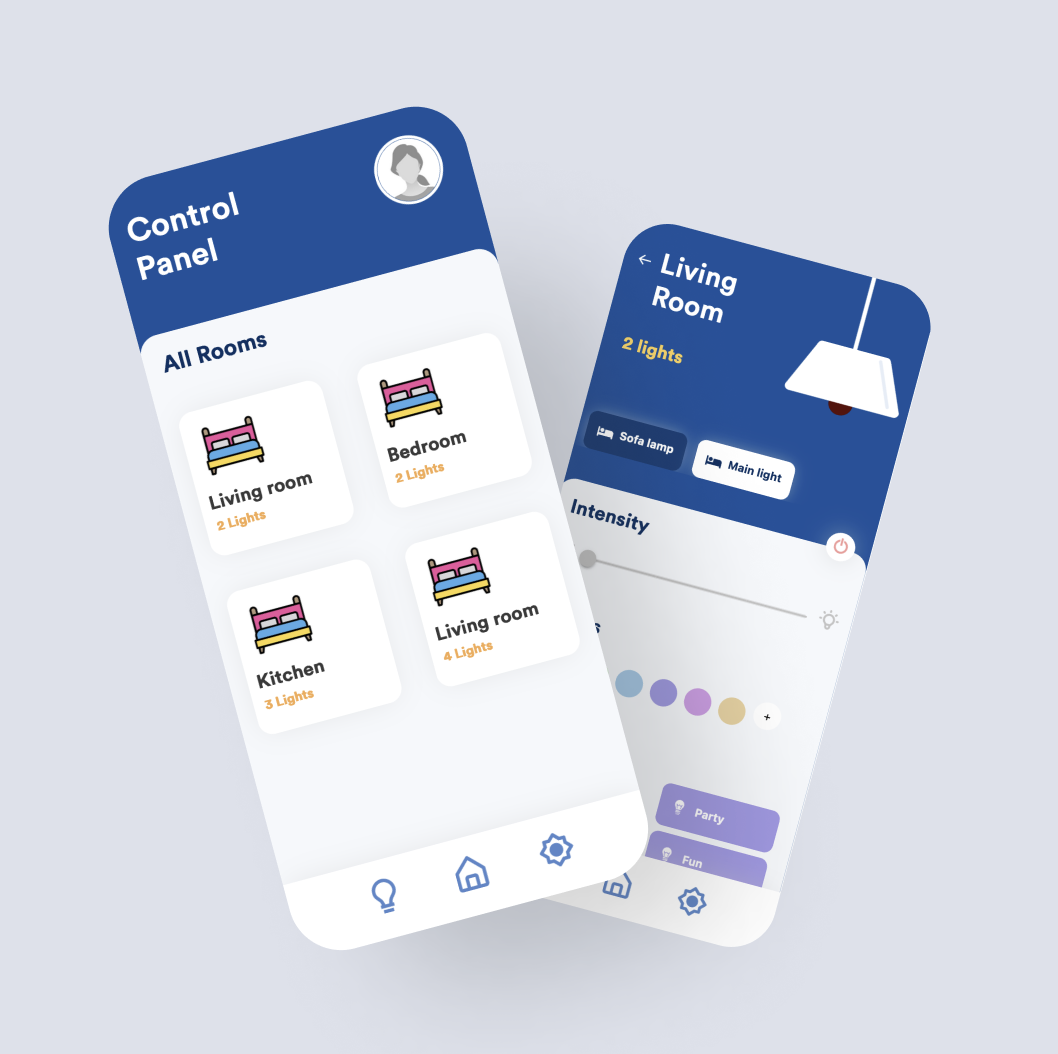 Control
Panel
All Rooms
Living room
2 Lights
Bedroom
2 Lights
Kitchen
3 Lights
Living room
4 Lights
Living
Room
2 lights
Sofa lamp
Main light
Intensity
s
+
Party
Fun